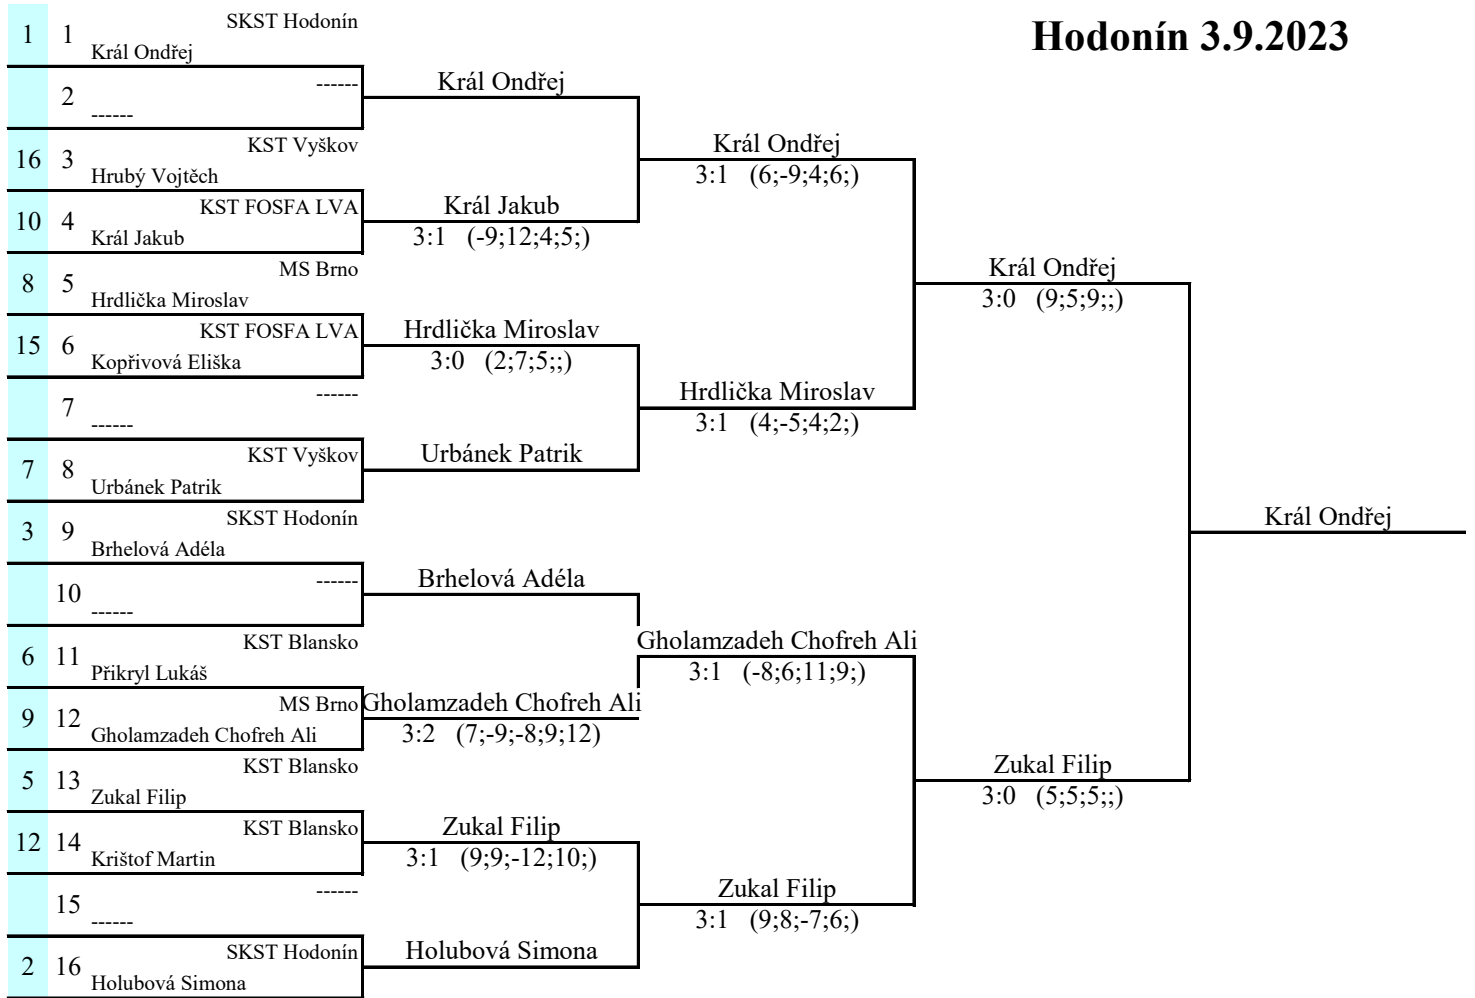 Hodonín 3.9.2023
1 1 SKST Hodonín
Král Ondřej
2 ------
------
Král Ondřej
16 3 KST Vyškov
Hrubý Vojtěch
Král Ondřej
3:1 (6;-9;4;6;)
10 4 KST FOSFA LVA
Král Jakub
Král Jakub
3:1 (-9;12;4;5;)
8 5 MS Brno
Hrdlička Miroslav
Král Ondřej
3:0 (9;5;9;;)
15 6 KST FOSFA LVA
Kopřivová Eliška
Hrdlička Miroslav
3:0 (2;7;5;;)
7 ------
------
Hrdlička Miroslav
3:1 (4;-5;4;2;)
7 8 KST Vyškov
Urbánek Patrik
Urbánek Patrik
3 9 SKST Hodonín
Brhelová Adéla
Král Ondřej
10 ------
------
Brhelová Adéla
6 11 KST Blansko
Přikryl Lukáš
Gholamzadeh Chofreh Ali
3:1 (-8;6;11;9;)
9 12 MS Brno
Gholamzadeh Chofreh Ali
Gholamzadeh Chofreh Ali
3:2 (7;-9;-8;9;12)
5 13 KST Blansko
Zukal Filip
Zukal Filip
3:0 (5;5;5;;)
12 14 KST Blansko
Krištof Martin
Zukal Filip
3:1 (9;9;-12;10;)
15 ------
------
Zukal Filip
3:1 (9;8;-7;6;)
2 16 SKST Hodonín
Holubová Simona
Holubová Simona